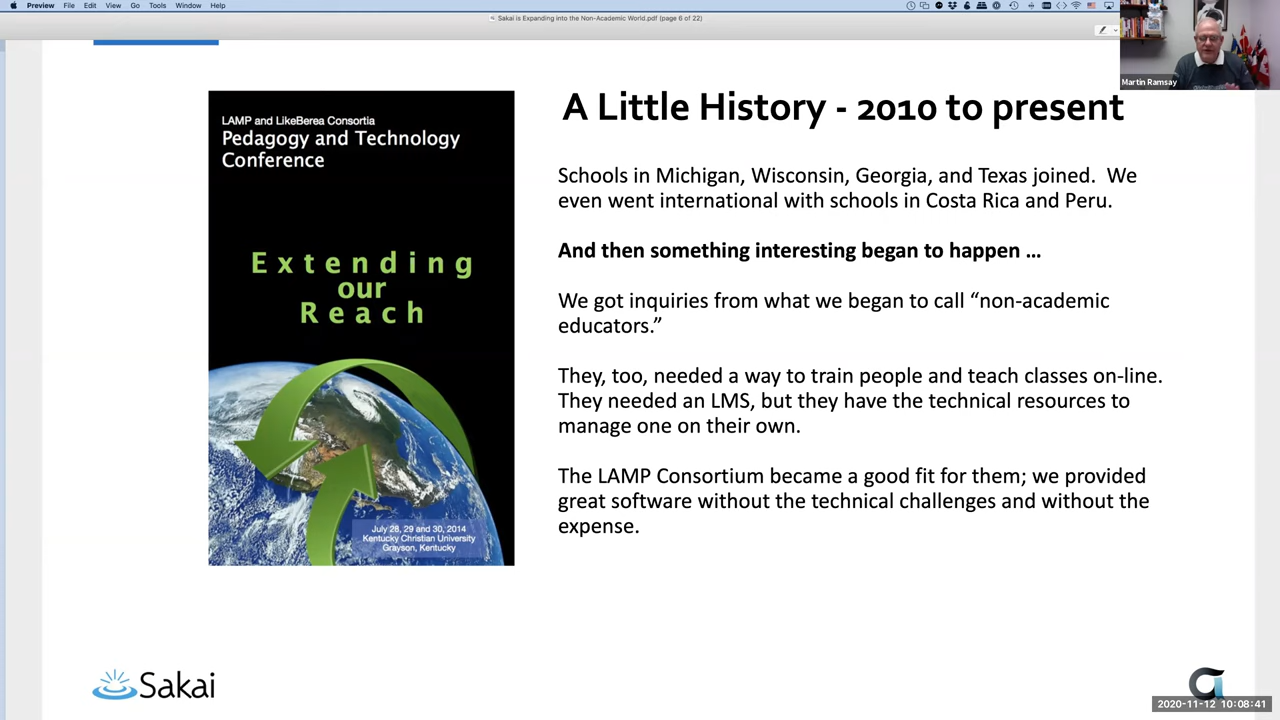 Preview File Edit View Go Tools Window Help
Sakai is Expanding into the Non-Academic World.pdf (page 6 of 22)
Martin Ramsay
LAMP and LikeBerea Consortia
Pedagogy and Technology
Conference
Extending
our
Reach
July 28, 29 and 30, 2014
Kentucky Christian University
Grayson, Kentucky
A Little History - 2010 to present
Schools in Michigan, Wisconsin, Georgia, and Texas joined. We
even went international with schools in Costa Rica and Peru.
And then something interesting began to happen …
We got inquiries from what we began to call “non-academic
educators.”
They, too, needed a way to train people and teach classes on-line.
They needed an LMS, but they have the technical resources to
manage one on their own.
The LAMP Consortium became a good fit for them; we provided
great software without the technical challenges and without the
expense.
Sakai
2020-11-12 10:08:41